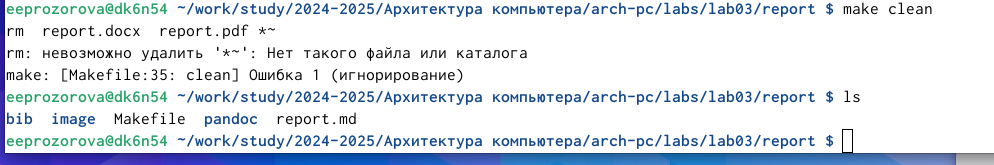 eeprozorova@dk6n54 ~/work/study/2024-2025/Архитектура компьютера/arch-pc/labs/lab03/report $ make clean
rm  report.docx  report.pdf *~
rm: невозможно удалить '*~': Нет такого файла или каталога
make: [Makefile:35: clean] Ошибка 1 (игнорирование)
eeprozorova@dk6n54 ~/work/study/2024-2025/Архитектура компьютера/arch-pc/labs/lab03/report $ ls
bib  image  Makefile  pandoc  report.md
eeprozorova@dk6n54 ~/work/study/2024-2025/Архитектура компьютера/arch-pc/labs/lab03/report $